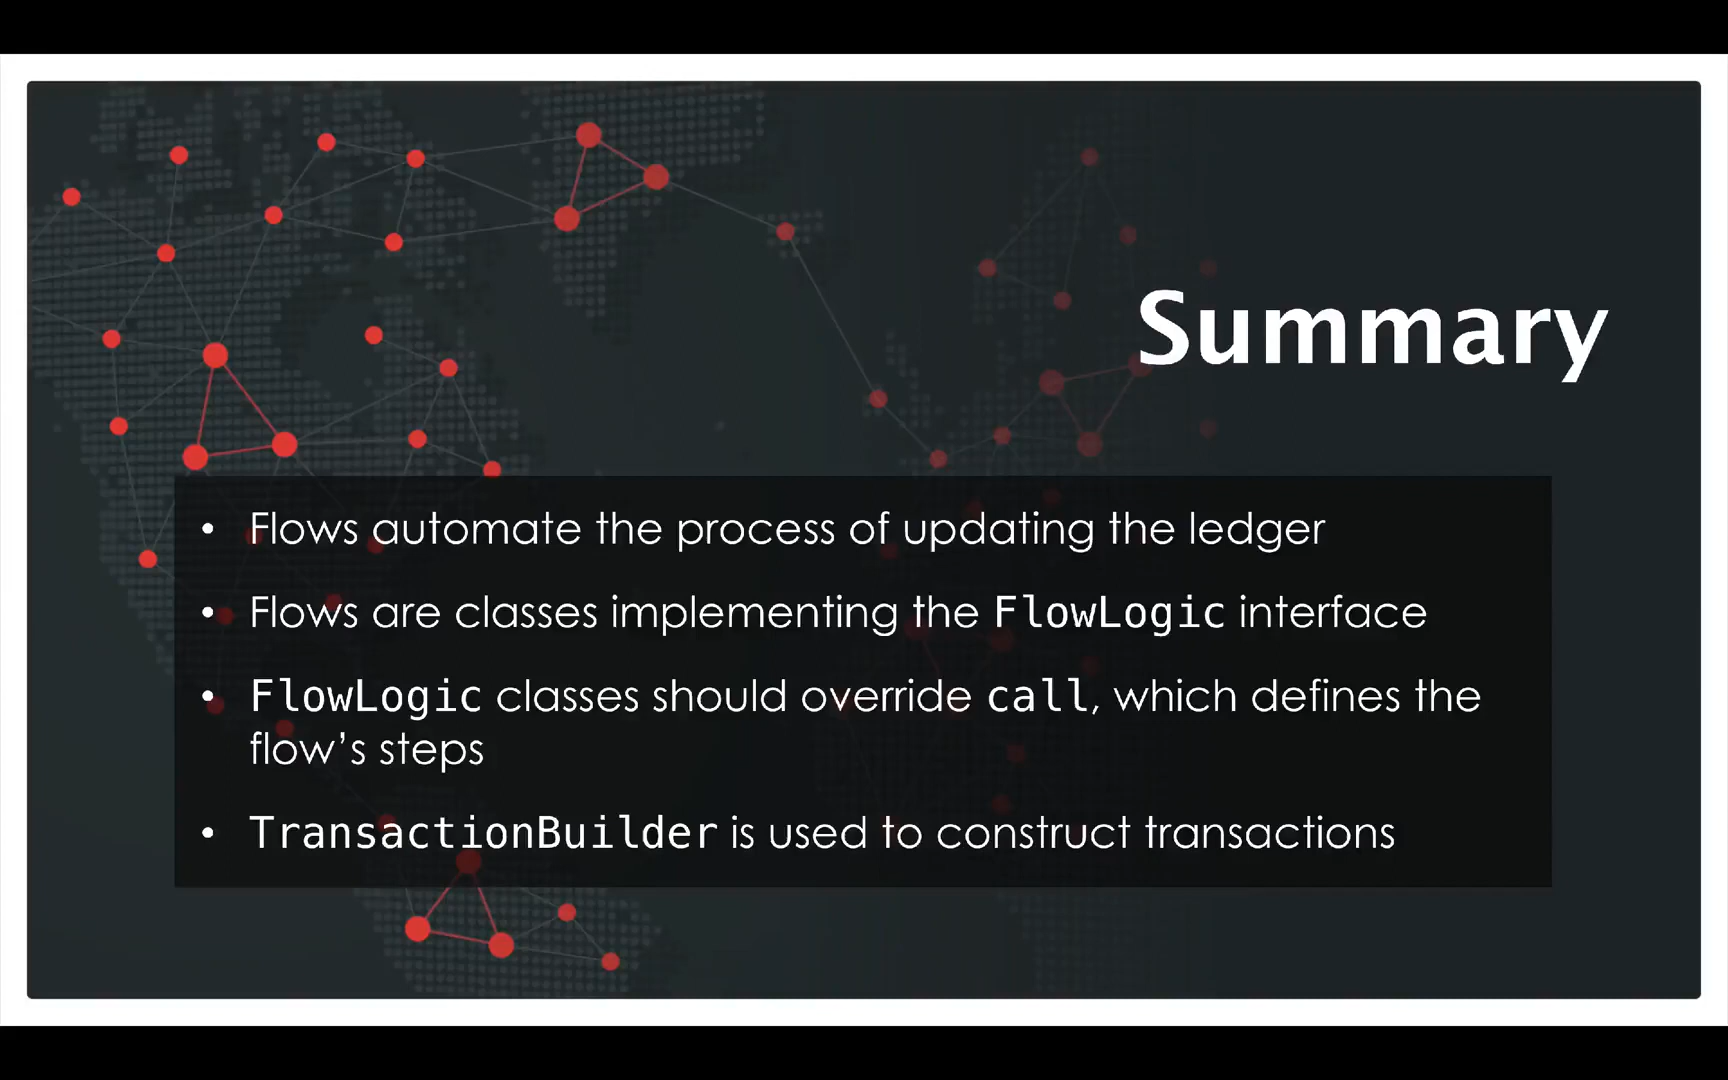 Summary
• Flows automate the process of updating the ledger
• Flows are classes implementing the FlowLogic interface
• FlowLogic classes should override call, which defines the
flow’s steps
• TransactionBuilder is used to construct transactions